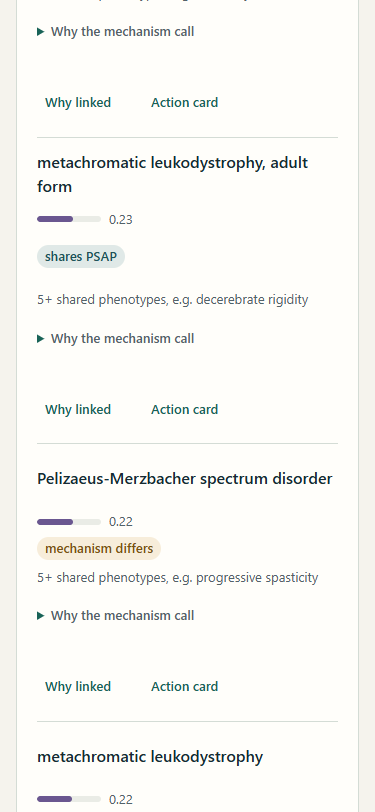 Why the mechanism call
Why linked
Action card
metachromatic leukodystrophy, adult
form
0.23
shares PSAP
5+ shared phenotypes, e.g. decerebrate rigidity
Why the mechanism call
Why linked
Action card
Pelizaeus-Merzbacher spectrum disorder
0.22
mechanism differs
5+ shared phenotypes, e.g. progressive spasticity
Why the mechanism call
Why linked
Action card
metachromatic leukodystrophy
0.22